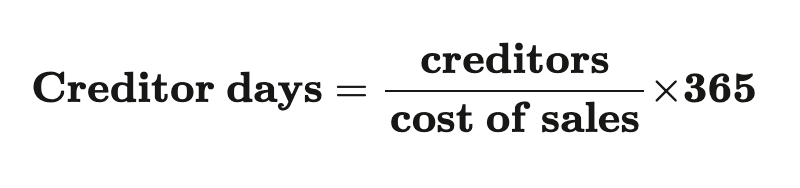 Creditor days = creditors / cost of sales ×365